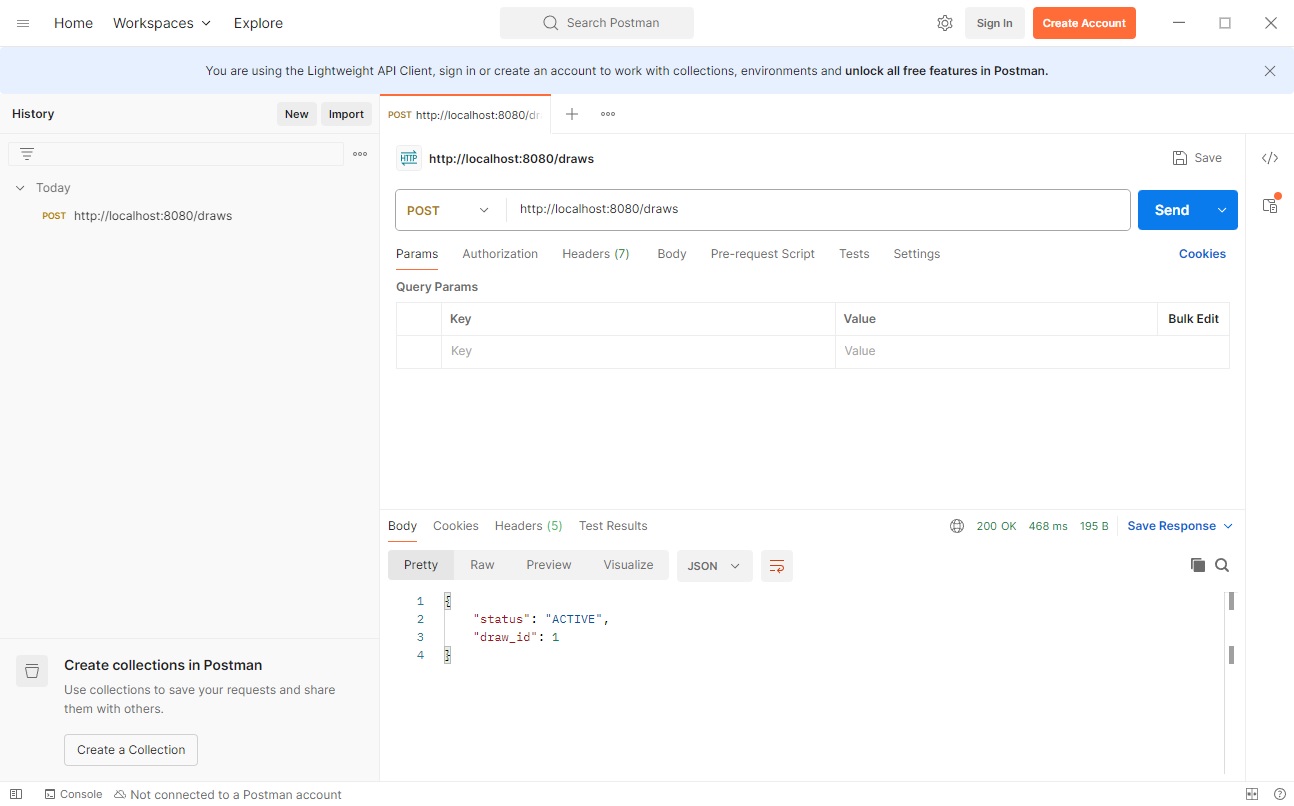 Home Workspaces Explore Search Postman Sign In Create Account
You are using the Lightweight API Client, sign in or create an account to work with collections, environments and unlock all free features in Postman.
History New Import
POST http://localhost:8080/dr
Today
POST http://localhost:8080/draws
HTTP http://localhost:8080/draws Save
POST http://localhost:8080/draws Send
Params Authorization Headers (7) Body Pre-request Script Tests Settings Cookies
Query Params
Key Value Bulk Edit
Key Value
Body Cookies Headers (5) Test Results 200 OK 468 ms 195 B Save Response
Pretty Raw Preview Visualize JSON
1 {
2 "status": "ACTIVE",
3 "draw_id": 1
4 }
Create collections in Postman
Use collections to save your requests and share
them with others.
Create a Collection
Console Not connected to a Postman account